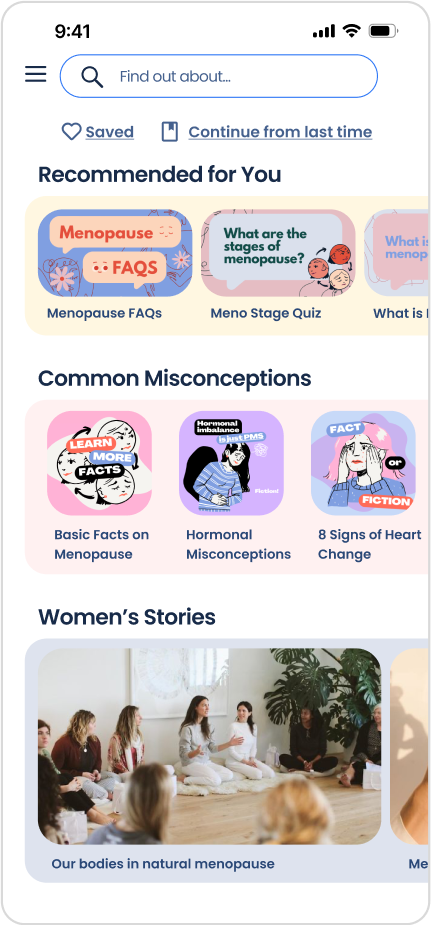 9:41
Find out about...
Saved
Continue from last time
Recommended for You
Menopause
FAQS
What are the
stages of
menopause?
What is
menop
Menopause FAQs
Meno Stage Quiz
What is
Common Misconceptions
LEARN
MORE
FACTS
Hormonal
imbalance
is just PMS
Fiction!
FACT
or
FICTION
Basic Facts on
Menopause
Hormonal
Misconceptions
8 Signs of Heart
Change
Women's Stories
Our bodies in natural menopause
Me